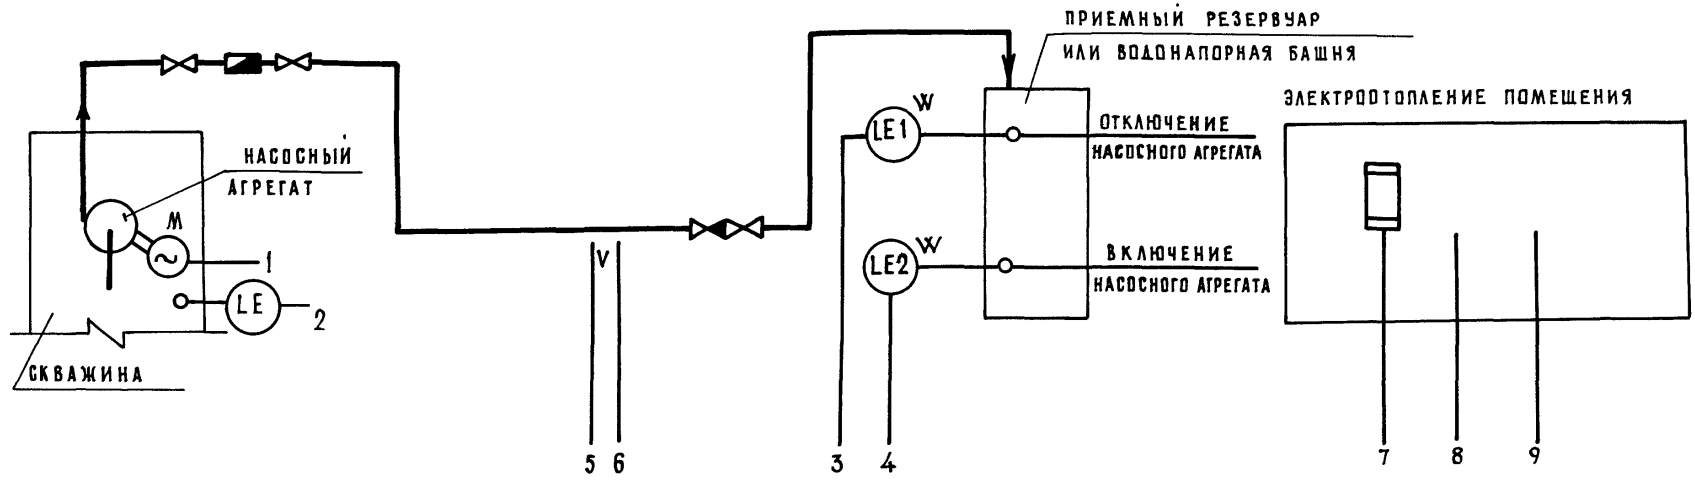 ПРИЕМНЫЙ РЕЗЕРВУАР
ИЛИ ВОДОНАПОРНАЯ БАШНЯ
ЭЛЕКТРООТОПЛЕНИЕ ПОМЕЩЕНИЯ
W
LE1
ОТКЛЮЧЕНИЕ
НАСОСНОГО АГРЕГАТА
НАСОСНЫЙ
АГРЕГАТ
М
1
LE
2
СКВАЖИНА
V
W
LE2
ВКЛЮЧЕНИЕ
НАСОСНОГО АГРЕГАТА
5 6 3 4 7 8 9